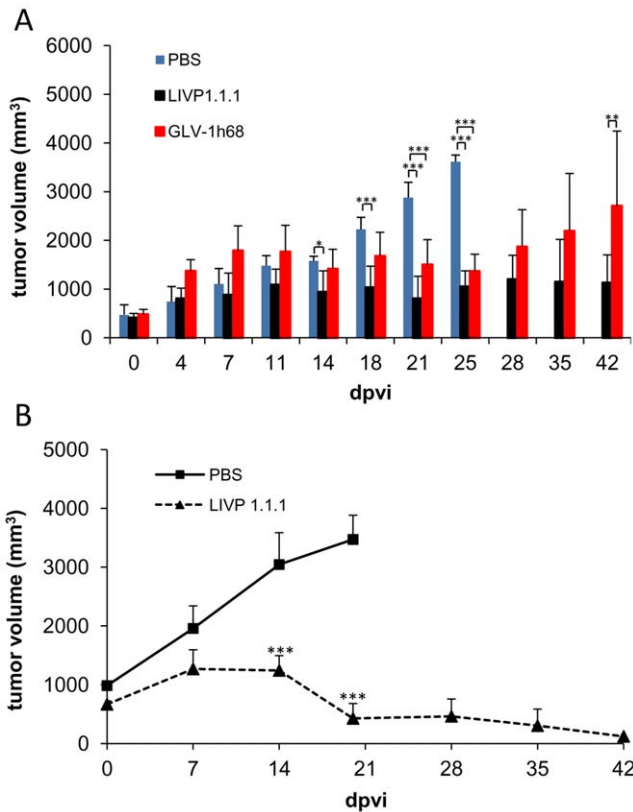 A
6000
5000
4000
3000
2000
1000
0
tumor volume (mm³)
PBS
LIVP1.1.1
GLV-1h68
*
***
***
***
***
***
**
0 4 7 11 14 18 21 25 28 35 42
dpvi
B
5000
4000
3000
2000
1000
0
tumor volume (mm³)
PBS
LIVP 1.1.1
***
***
0 7 14 21 28 35 42
dpvi